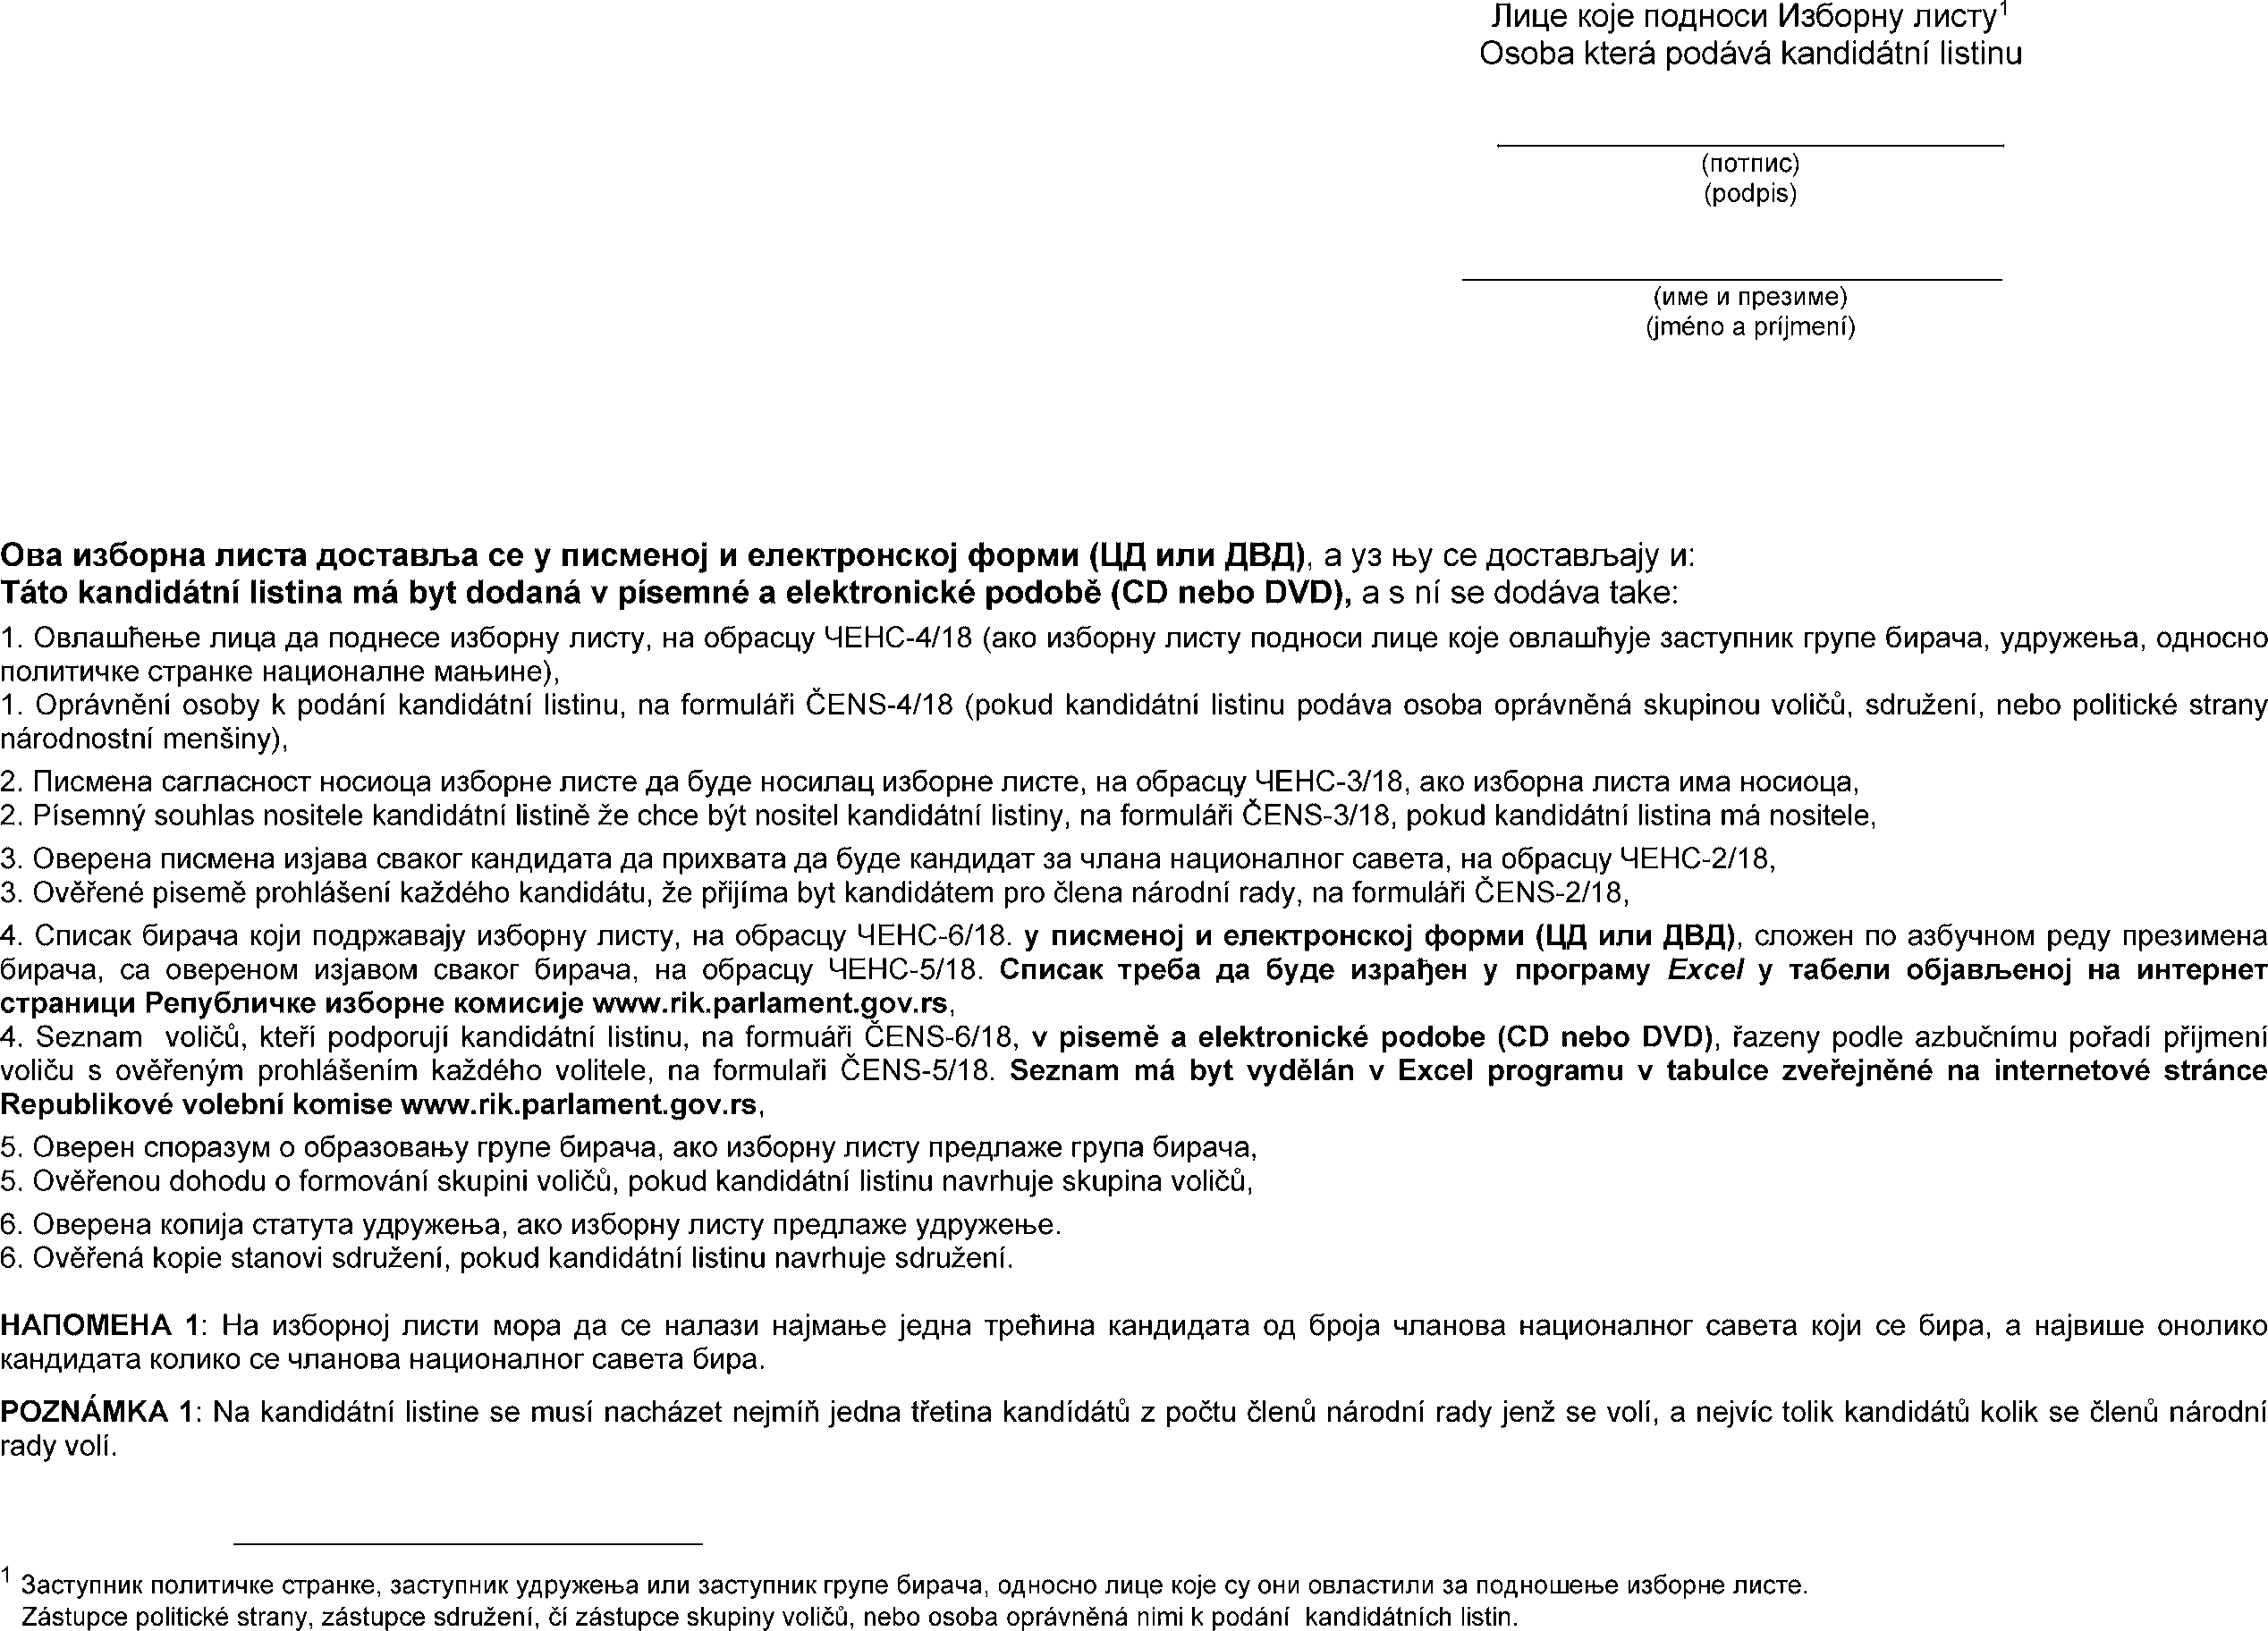 Лице које подноси Изборну листу¹
Osoba která podává kandidátní listinu
(потпис)
(podpis)
(име и презиме)
(jméno a príjmení)
Ова изборна листа доставља се у писменој и електронској форми (ЦД или ДВД), а уз њу се достављају и:
Táto kandidátní listina má byt dodaná v písemné a elektronické podobě (CD nebo DVD), a s ní se dodáva take:
1. Овлашћење лица да поднесе изборну листу, на обрасцу ЧЕНС-4/18 (ако изборну листу подноси лице које овлашћује заступник групе бирача, удружења, односно
политичке странке националне мањине),
1. Oprávnění osoby k podání kandidátní listinu, na formuláři ČENS-4/18 (pokud kandidátní listinu podáva osoba oprávněná skupinou voličů, sdružení, nebo politické strany
národnostní menšiny),
2. Писмена сагласност носиоца изборне листе да буде носилац изборне листе, на обрасцу ЧЕНС-3/18, ако изборна листа има носиоца,
2. Písemný souhlas nositele kandidátní listině že chce být nositel kandidátní listiny, na formuláři ČENS-3/18, pokud kandidátní listina má nositele,
3. Оверена писмена изјава сваког кандидата да прихвата да буде кандидат за члана националног савета, на обрасцу ЧЕНС-2/18,
3. Ověřené pisemě prohlášení každého kandidátu, že přijíma byt kandidátem pro člena národní rady, na formuláři ČENS-2/18,
4. Списак бирача који подржавају изборну листу, на обрасцу ЧЕНС-6/18. у писменој и електронској форми (ЦД или ДВД), сложен по азбучном реду презимена
бирача, са овереном изјавом сваког бирача, на обрасцу ЧЕНС-5/18. Списак треба да буде израђен у програму Excel у табели објављеној на интернет
страници Републичке изборне комисије www.rik.parlament.gov.rs,
4. Seznam voličů, kteří podporují kandidátní listinu, na formuáři ČENS-6/18, v pisemě a elektronické podobe (CD nebo DVD), řazeny podle azbučnímu pořadí příjmení
voliču s ověřeným prohlášením každého volitele, na formulaři ČENS-5/18. Seznam má byt vydělán v Excel programu v tabulce zveřejněné na internetové stránce
Republikové volební komise www.rik.parlament.gov.rs,
5. Оверен споразум о образовању групе бирача, ако изборну листу предлаже група бирача,
5. Ověřenou dohodu o formování skupini voličů, pokud kandidátní listinu navrhuje skupina voličů,
6. Оверена копија статута удружења, ако изборну листу предлаже удружење.
6. Ověřená kopie stanovi sdružení, pokud kandidátní listinu navrhuje sdružení.
НАПОМЕНА 1: На изборној листи мора да се налази најмање једна трећина кандидата од броја чланова националног савета који се бира, а највише онолико
кандидата колико се чланова националног савета бира.
POZNÁMKA 1: Na kandidátní listine se musí nacházet nejmíň jedna třetina kandídátů z počtu členů národní rady jenž se volí, a nejvíc tolik kandidátů kolik se členů národní
rady volí.
¹ Заступник политичке странке, заступник удружења или заступник групе бирача, односно лице које су они овластили за подношење изборне листе.
Zástupce politické strany, zástupce sdružení, čí zástupce skupiny voličů, nebo osoba oprávněná nimi k podání kandidátních listin.